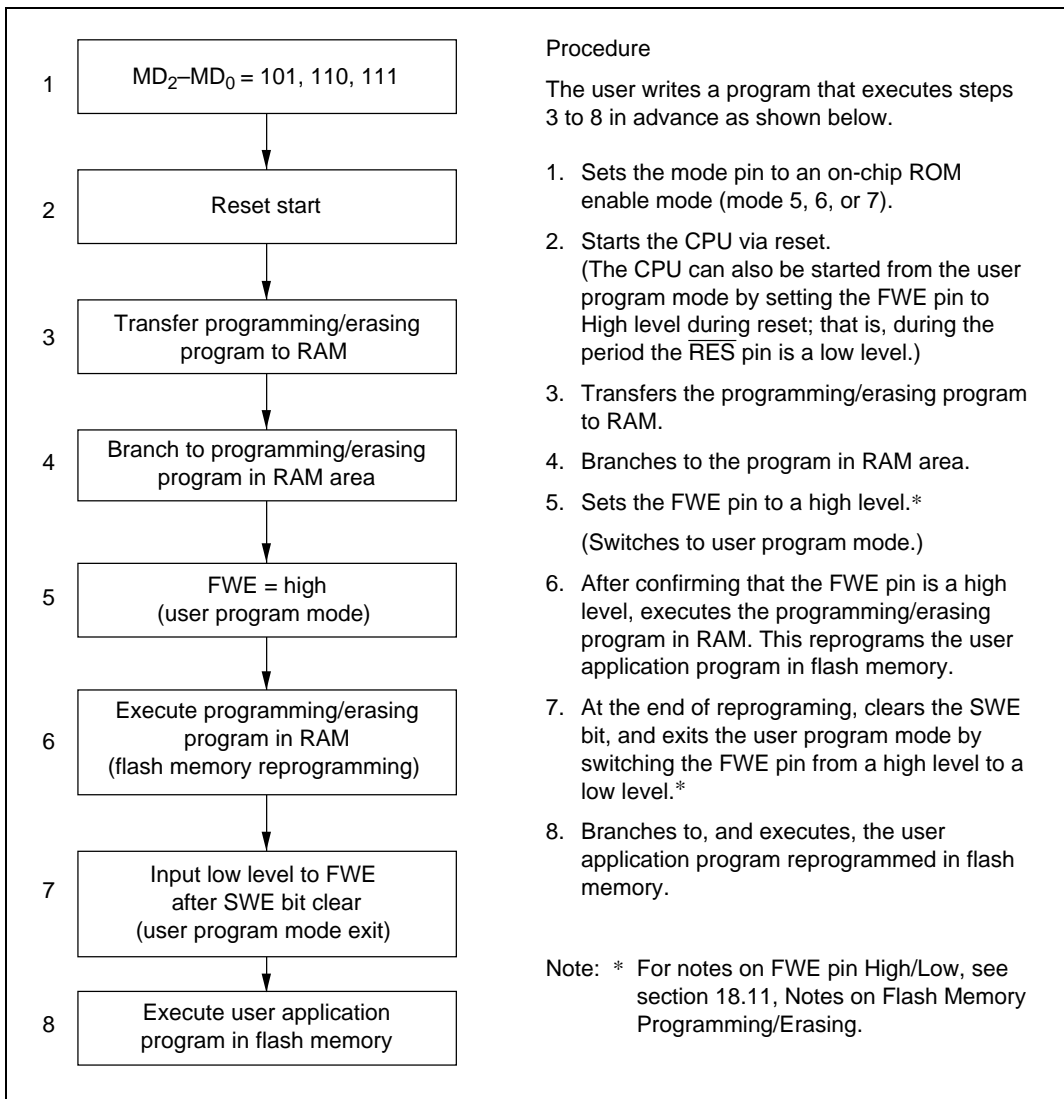 1
MD2–MD0 = 101, 110, 111
2
Reset start
3
Transfer programming/erasing
program to RAM
4
Branch to programming/erasing
program in RAM area
5
FWE = high
(user program mode)
6
Execute programming/erasing
program in RAM
(flash memory reprogramming)
7
Input low level to FWE
after SWE bit clear
(user program mode exit)
8
Execute user application
program in flash memory
Procedure
The user writes a program that executes steps
3 to 8 in advance as shown below.
1. Sets the mode pin to an on-chip ROM
enable mode (mode 5, 6, or 7).
2. Starts the CPU via reset.
(The CPU can also be started from the user
program mode by setting the FWE pin to
High level during reset; that is, during the
period the RES pin is a low level.)
3. Transfers the programming/erasing program
to RAM.
4. Branches to the program in RAM area.
5. Sets the FWE pin to a high level.*
(Switches to user program mode.)
6. After confirming that the FWE pin is a high
level, executes the programming/erasing
program in RAM. This reprograms the user
application program in flash memory.
7. At the end of reprograming, clears the SWE
bit, and exits the user program mode by
switching the FWE pin from a high level to a
low level.*
8. Branches to, and executes, the user
application program reprogrammed in flash
memory.
Note: * For notes on FWE pin High/Low, see
section 18.11, Notes on Flash Memory
Programming/Erasing.